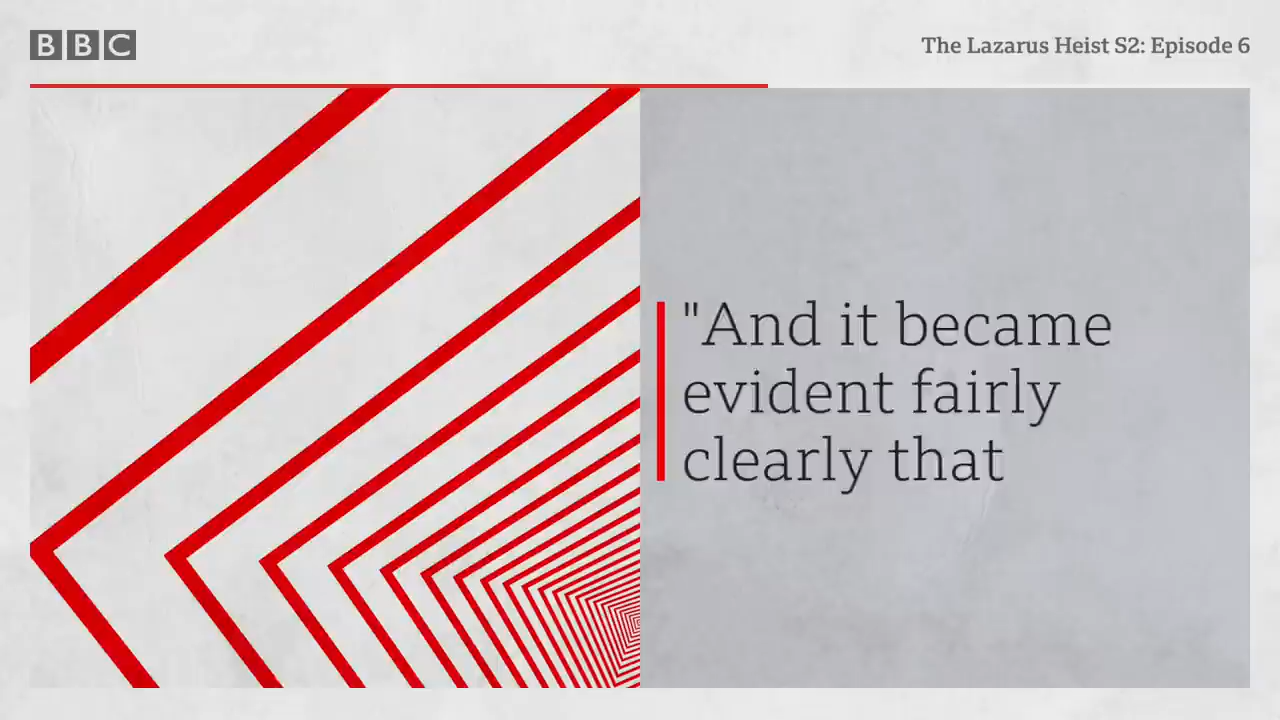 BBC
The Lazarus Heist S2: Episode 6
"And it became
evident fairly
clearly that